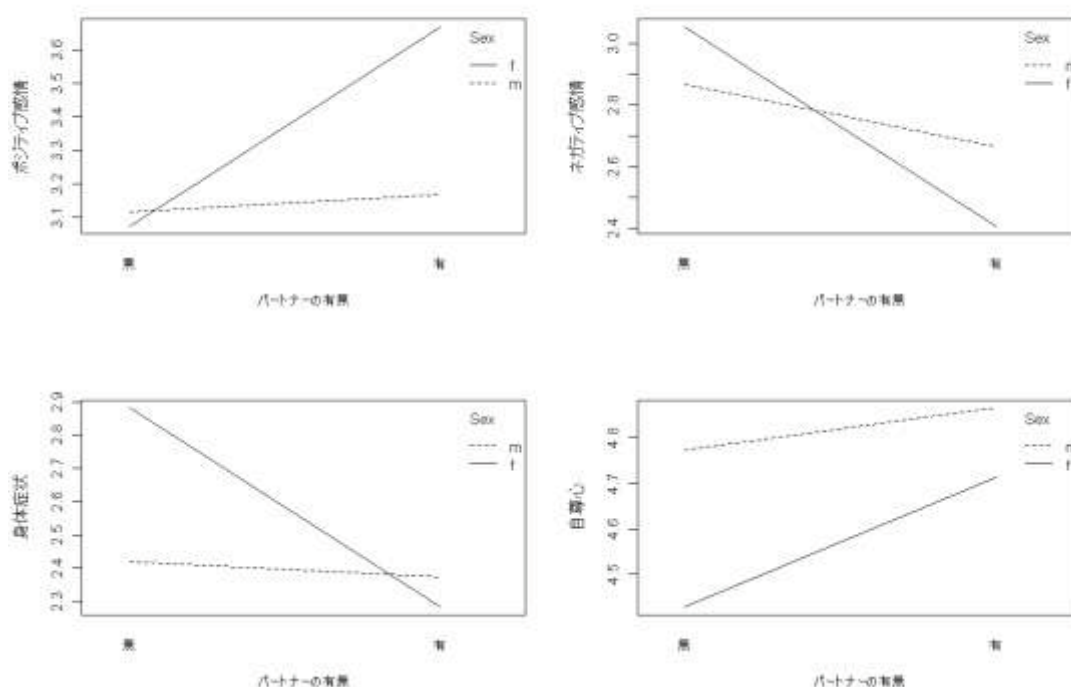 ポジティブ感情
3.1 3.2 3.3 3.4 3.5 3.6
Sex
f
m
無
有
パートナーの有無
ネガティブ感情
2.4 2.6 2.8 3.0
Sex
m
f
無
有
パートナーの有無
身体症状
2.3 2.4 2.5 2.6 2.7 2.8 2.9
Sex
m
f
無
有
パートナーの有無
自尊心
4.5 4.6 4.7 4.8
Sex
m
f
無
有
パートナーの有無